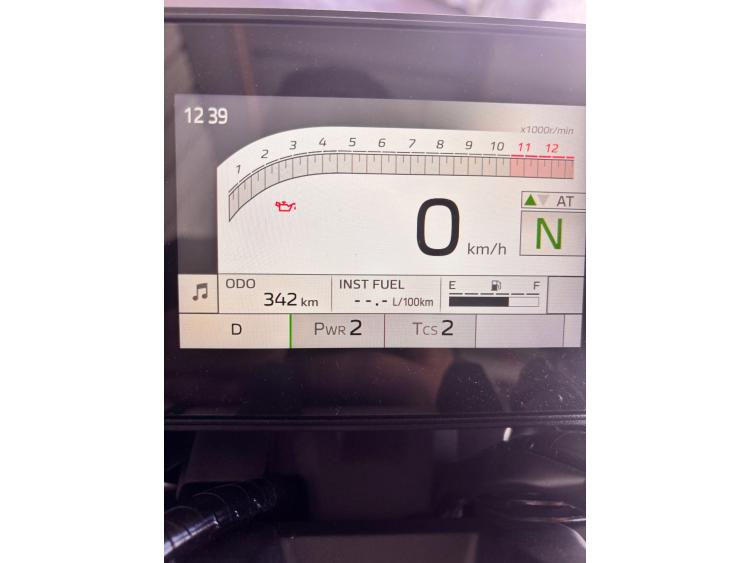 12 39
x1000r/min
1 2 3 4 5 6 7 8 9 10 11 12
AT
0 km/h
N
ODO
342 km
INST FUEL
--.- L/100km
E F
D PWR 2 TCS 2